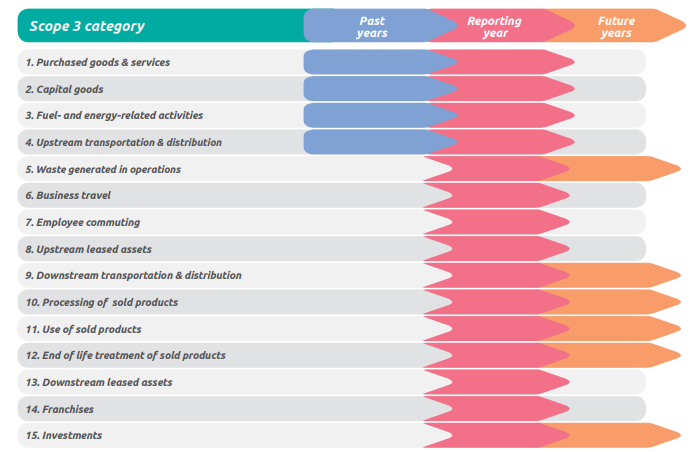 Scope 3 category
Past
years
Reporting
year
Future
years
1. Purchased goods & services
2. Capital goods
3. Fuel- and energy-related activities
4. Upstream transportation & distribution
5. Waste generated in operations
6. Business travel
7. Employee commuting
8. Upstream leased assets
9. Downstream transportation & distribution
10. Processing of sold products
11. Use of sold products
12. End of life treatment of sold products
13. Downstream leased assets
14. Franchises
15. Investments